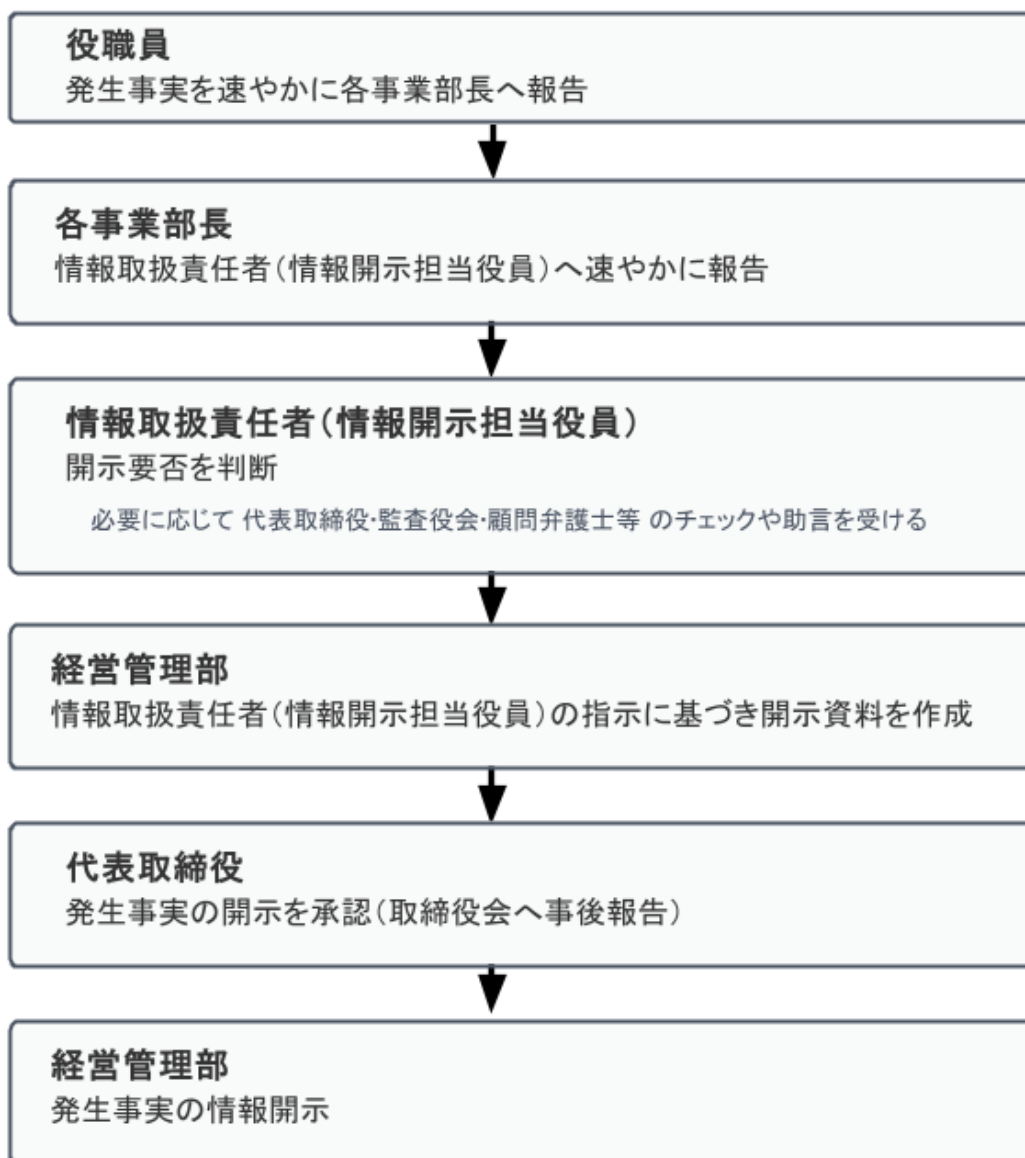 役職員
発生事実を速やかに各事業部長へ報告
各事業部長
情報取扱責任者(情報開示担当役員)へ速やかに報告
情報取扱責任者(情報開示担当役員)
開示要否を判断
必要に応じて 代表取締役・監査役会・顧問弁護士等 のチェックや助言を受ける
経営管理部
情報取扱責任者(情報開示担当役員)の指示に基づき開示資料を作成
代表取締役
発生事実の開示を承認(取締役会へ事後報告)
経営管理部
発生事実の情報開示